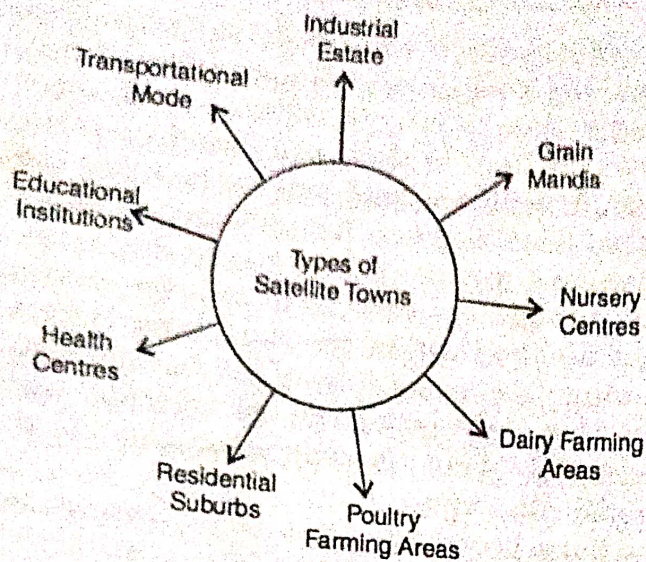 Types of
Satellite Towns
Industrial
Estate
Grain
Mandis
Nursery
Centres
Dairy Farming
Areas
Poultry
Farming Areas
Residential
Suburbs
Health
Centres
Educational
Institutions
Transportational
Mode